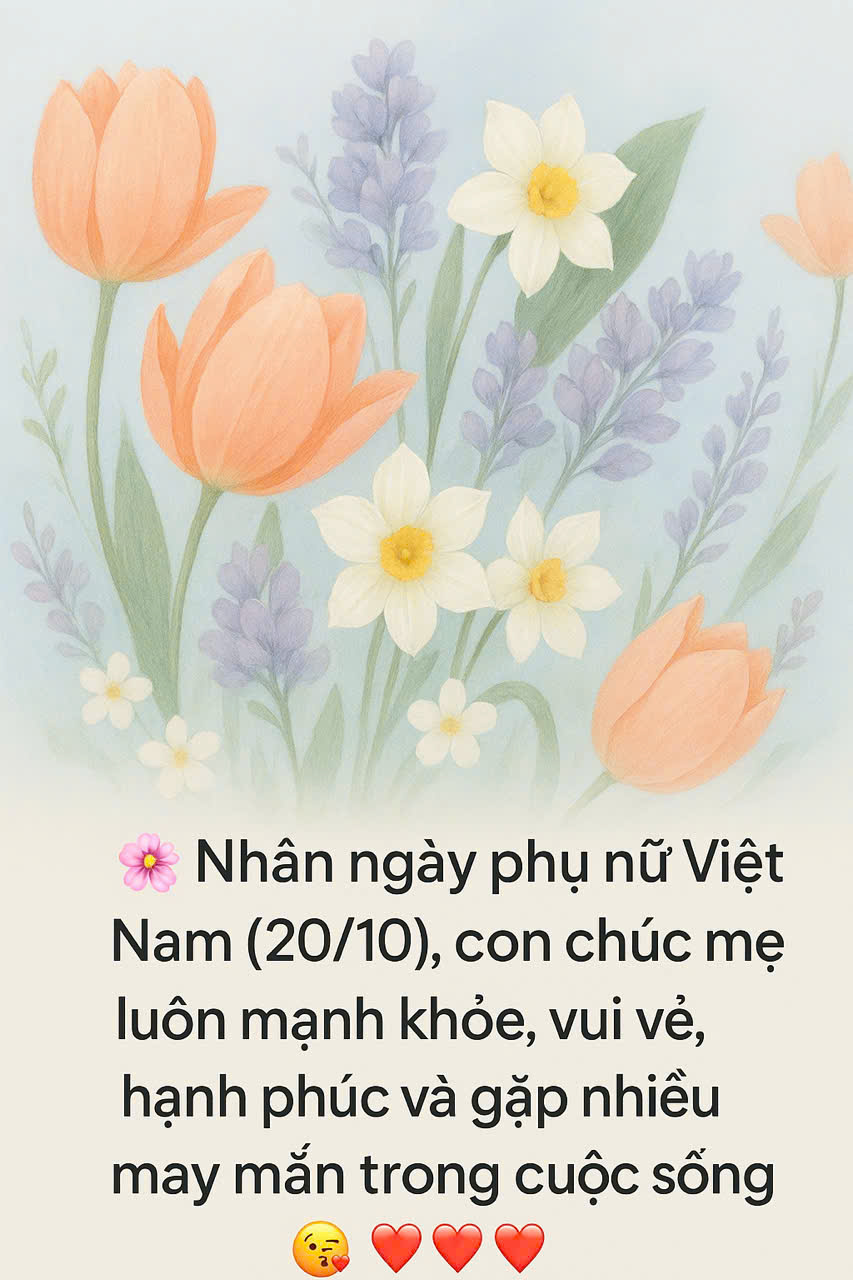 🌸 Nhân ngày phụ nữ Việt
Nam (20/10), con chúc mẹ
luôn mạnh khỏe, vui vẻ,
hạnh phúc và gặp nhiều
may mắn trong cuộc sống
😘 ❤️ ❤️ ❤️